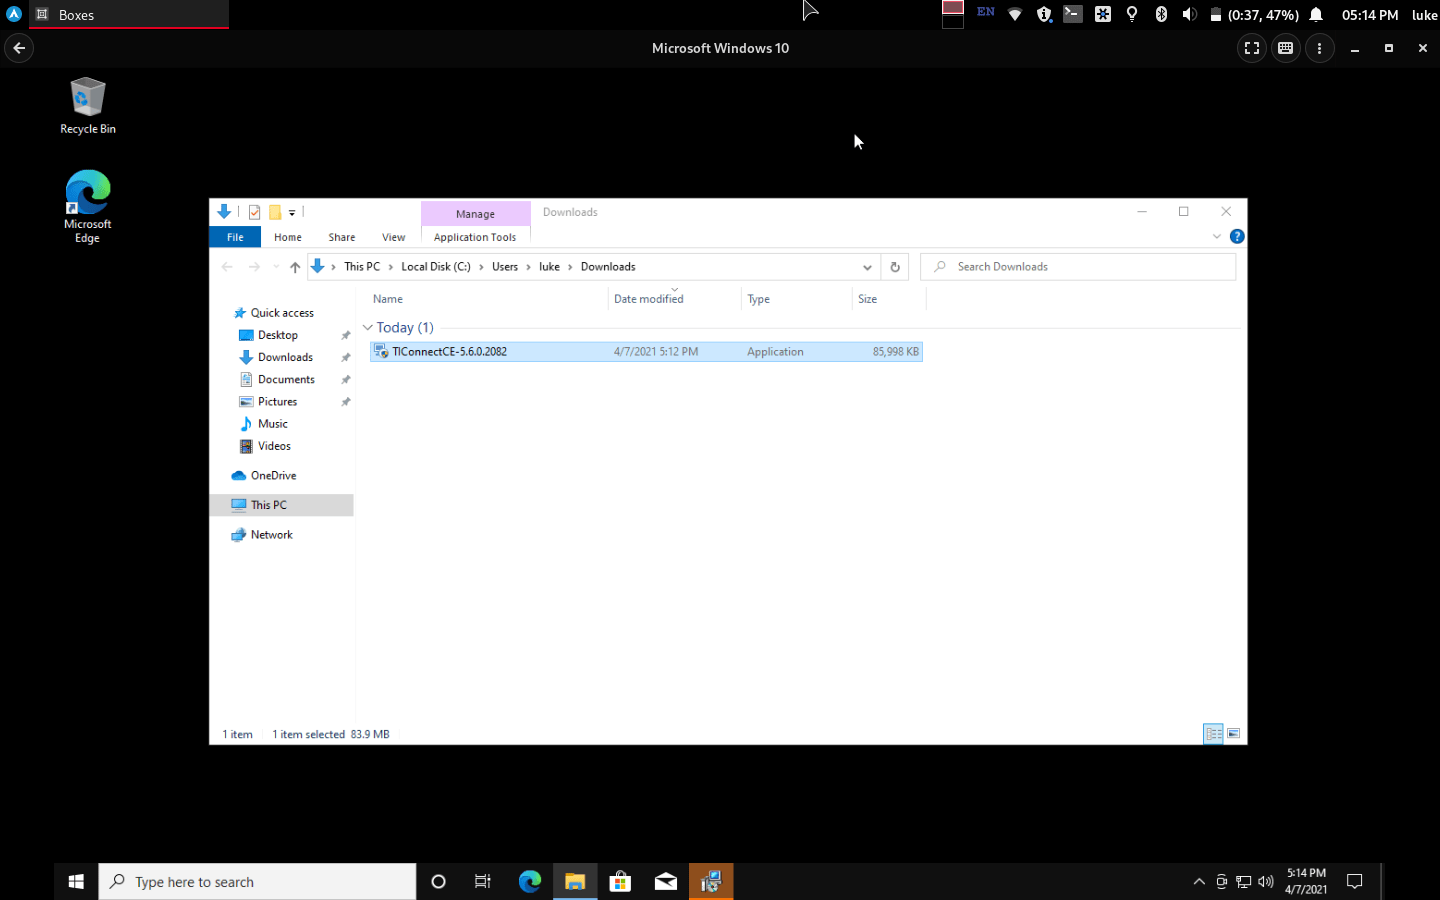 Boxes
EN
(0:37, 47%)
05:14 PM
luke
Microsoft Windows 10
Recycle Bin
Microsoft
Edge
Manage
Downloads
File
Home
Share
View
Application Tools
This PC
Local Disk (C:)
Users
luke
Downloads
Search Downloads
Name
Date modified
Type
Size
Quick access
Desktop
Downloads
Documents
Pictures
Music
Videos
OneDrive
This PC
Network
Today (1)
TIConnectCE-5.6.0.2082
4/7/2021 5:12 PM
Application
85,998 KB
1 item
1 item selected 83.9 MB
Type here to search
5:14 PM
4/7/2021